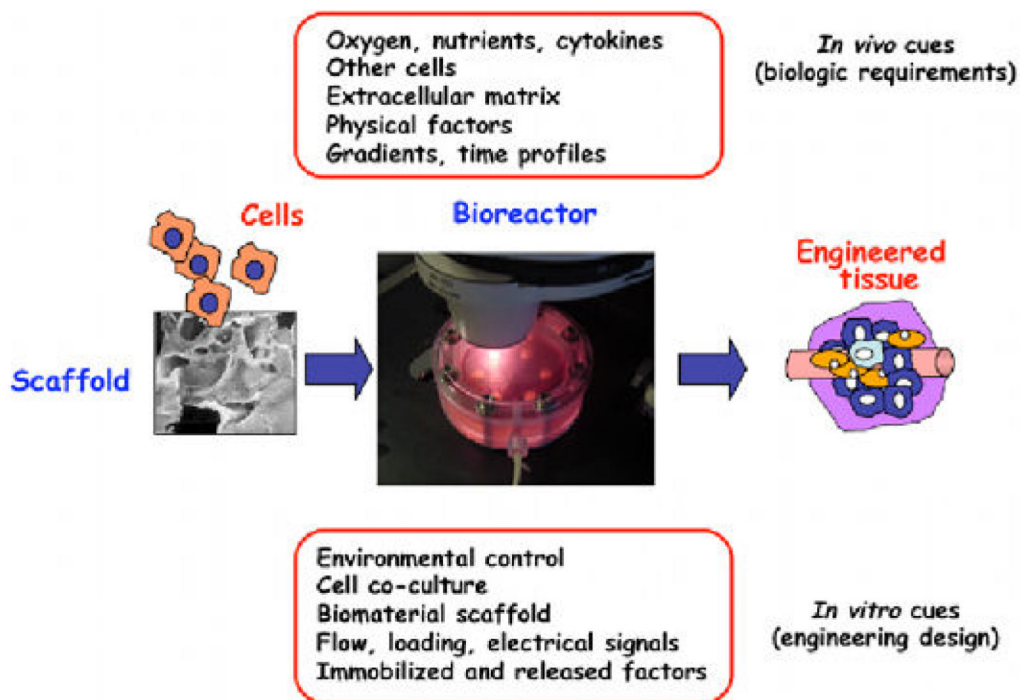 Oxygen, nutrients, cytokines
Other cells
Extracellular matrix
Physical factors
Gradients, time profiles
In vivo cues
(biologic requirements)
Cells
Bioreactor
Engineered
tissue
Scaffold
Environmental control
Cell co-culture
Biomaterial scaffold
Flow, loading, electrical signals
Immobilized and released factors
In vitro cues
(engineering design)